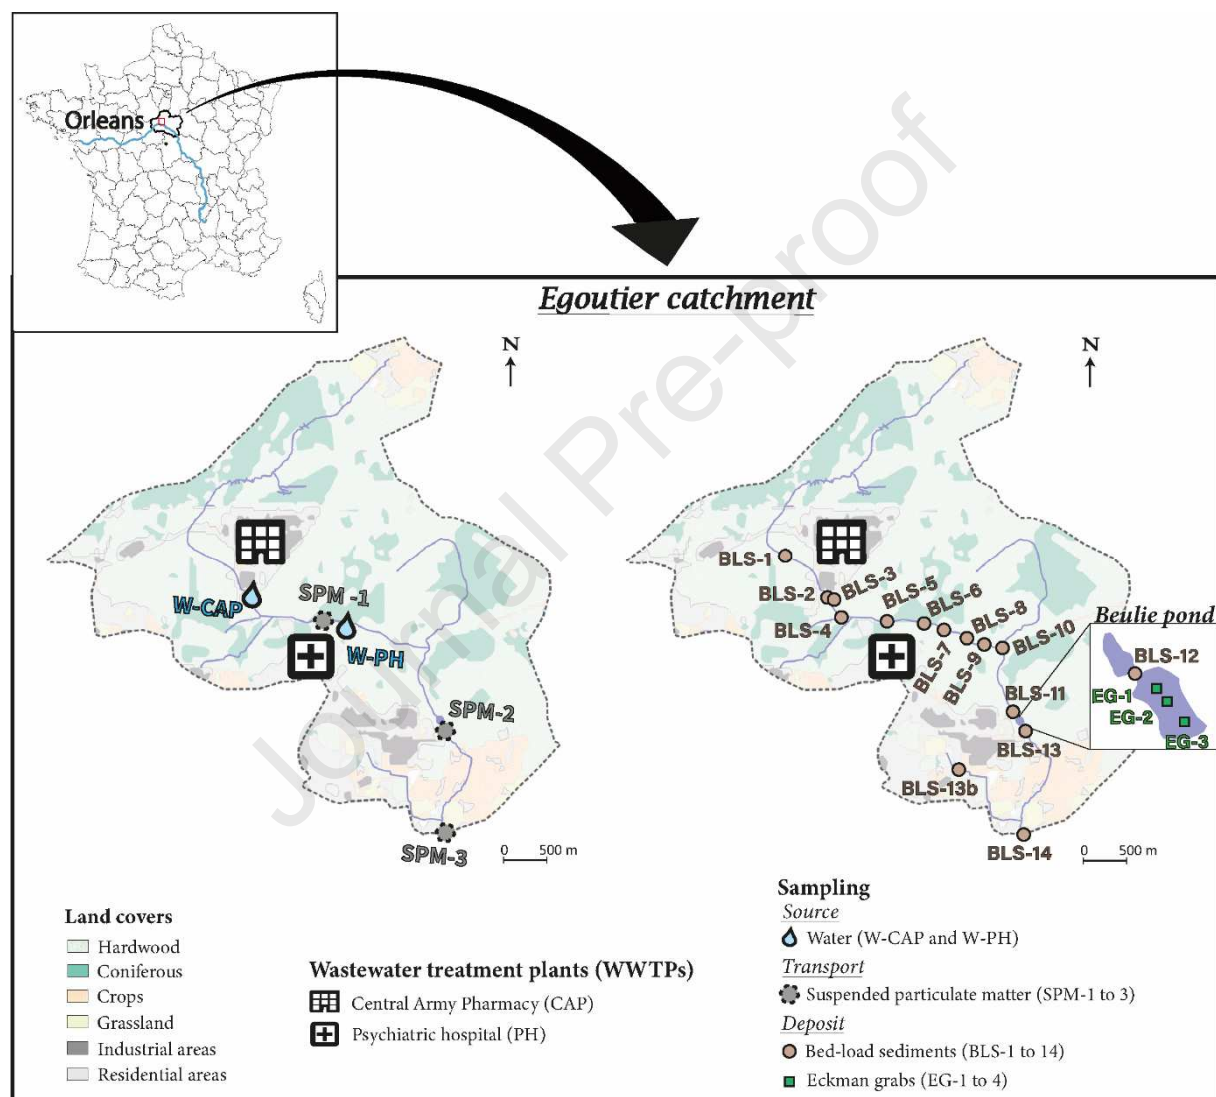 Orleans
Egoutier catchment
N
W-CAP
SPM -1
W-PH
SPM-2
SPM-3
0 500 m
N
BLS-1
BLS-2
BLS-3
BLS-4
BLS-5
BLS-6
BLS-7
BLS-8
BLS-9
BLS-10
BLS-11
BLS-13
BLS-13b
BLS-14
0 500 m
Beulie pond
BLS-12
EG-1
EG-2
EG-3
Land covers
Hardwood
Coniferous
Crops
Grassland
Industrial areas
Residential areas
Wastewater treatment plants (WWTPs)
Central Army Pharmacy (CAP)
Psychiatric hospital (PH)
Sampling
Source
Water (W-CAP and W-PH)
Transport
Suspended particulate matter (SPM-1 to 3)
Deposit
Bed-load sediments (BLS-1 to 14)
Eckman grabs (EG-1 to 4)
Journal Pre-proof